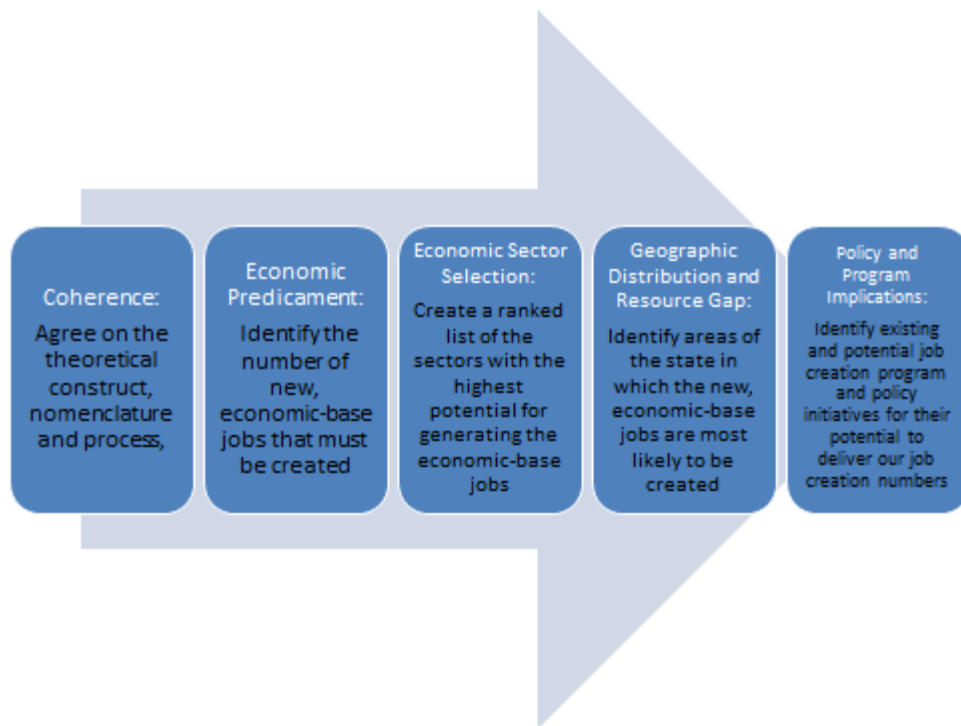 Coherence:
Agree on the
theoretical
construct,
nomenclature
and process,
Economic
Predicament:
Identify the
number of
new,
economic-base
jobs that must
be created
Economic Sector
Selection:
Create a ranked
list of the
sectors with the
highest
potential for
generating the
economic-base
jobs
Geographic
Distribution and
Resource Gap:
Identify areas of
the state in
which the new,
economic-base
jobs are most
likely to be
created
Policy and
Program
Implications:
Identify existing
and potential job
creation program
and policy
initiatives for their
potential to
deliver our job
creation numbers